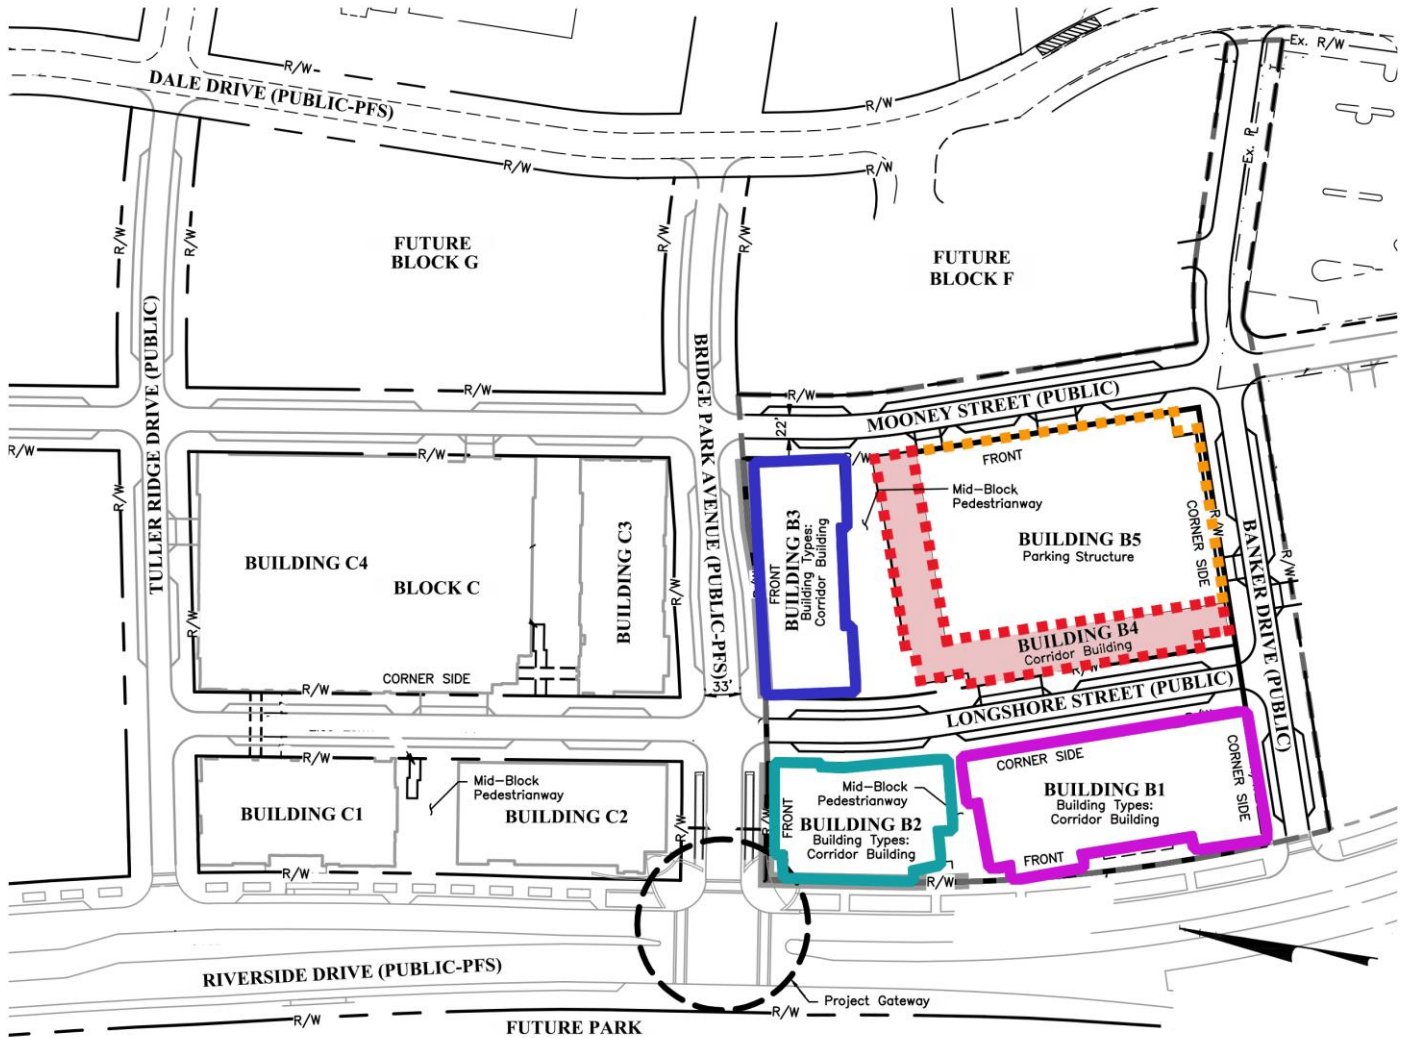 R/W
Ex. R/W
DALE DRIVE (PUBLIC-PFS)
R/W
R/W
R/W
Ex. PL
R/W
R/W
R/W
R/W
R/W
FUTURE
BLOCK G
FUTURE
BLOCK F
TULLER RIDGE DRIVE (PUBLIC)
BRIDGE PARK AVENUE (PUBLIC-PFS)
R/W
R/W
MOONEY STREET (PUBLIC)
22'
R/W
R/W
R/W
FRONT
Mid-Block
Pedestrianway
R/W
BUILDING C4
BLOCK C
BUILDING C3
R/W
R/W
FRONT
BUILDING B3
Building Types:
Corridor Building
BUILDING B5
Parking Structure
CORNER SIDE
R/W
BANKER DRIVE (PUBLIC)
R/W
R/W
BUILDING B4
Corridor Building
R/W
R/W
CORNER SIDE
33'
LONGSHORE STREET (PUBLIC)
R/W
R/W
Mid-Block
Pedestrianway
BUILDING C1
BUILDING C2
R/W
R/W
FRONT
Mid-Block
Pedestrianway
BUILDING B2
Building Types:
Corridor Building
CORNER SIDE
BUILDING B1
Building Types:
Corridor Building
CORNER SIDE
FRONT
R/W
R/W
RIVERSIDE DRIVE (PUBLIC-PFS)
Project Gateway
R/W
R/W
FUTURE PARK